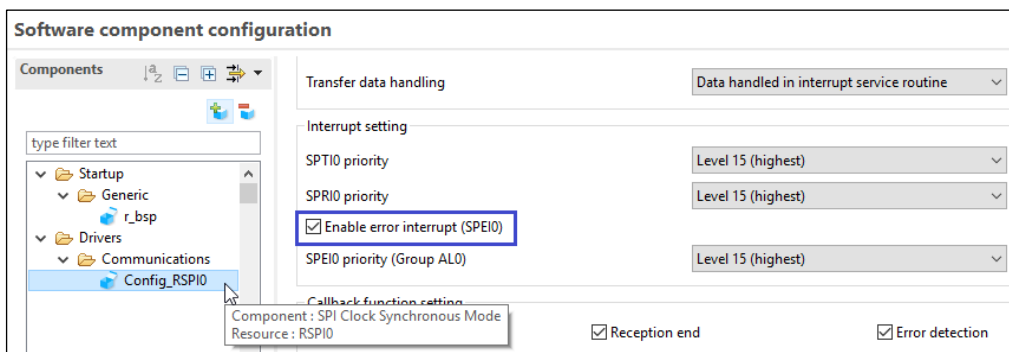 Software component configuration
Components
type filter text
Startup
Generic
r_bsp
Drivers
Communications
Config_RSPI0
Component : SPI Clock Synchronous Mode
Resource : RSPI0
Transfer data handling
Data handled in interrupt service routine
Interrupt setting
SPTI0 priority
Level 15 (highest)
SPRI0 priority
Level 15 (highest)
Enable error interrupt (SPEI0)
SPEI0 priority (Group AL0)
Level 15 (highest)
Callback function setting
Reception end
Error detection